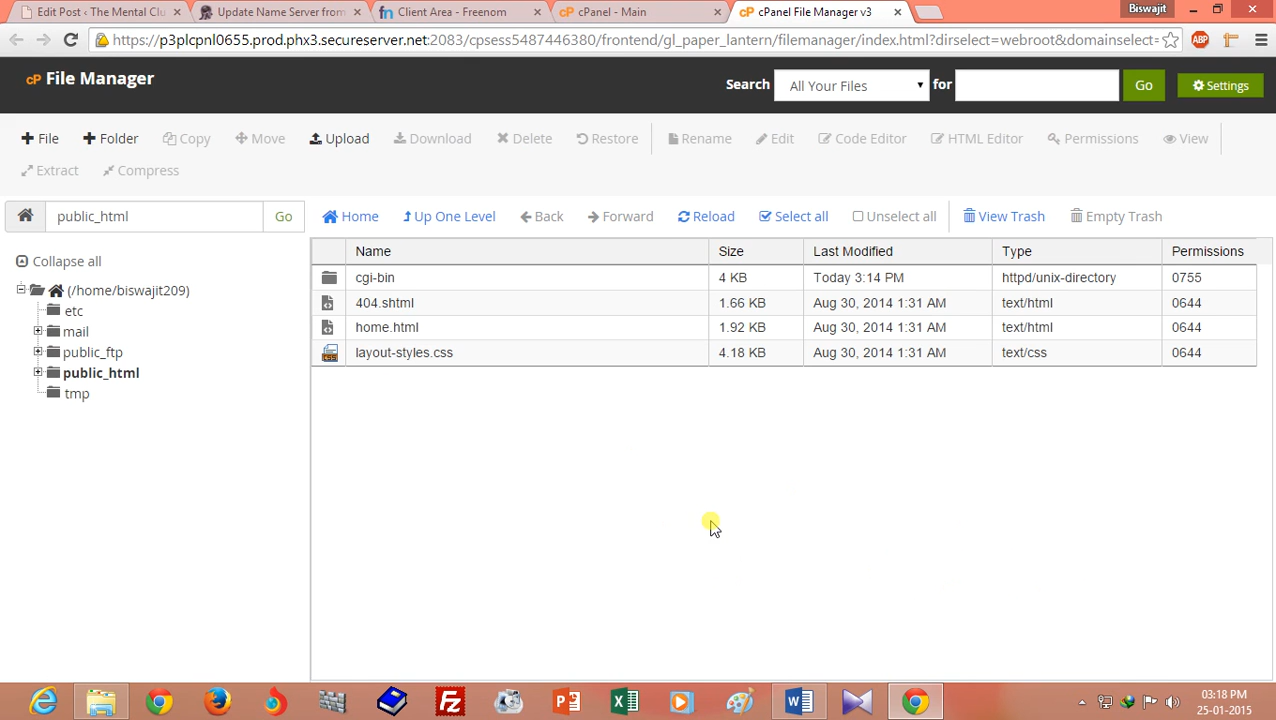 Edit Post ‹ The Mental Clu
Update Name Server from
Client Area - Freenom
cPanel - Main
cPanel File Manager v3
Biswajit
https://p3plcpnl0655.prod.phx3.secureserver.net:2083/cpsess5487446380/frontend/gl_paper_lantern/filemanager/index.html?dirselect=webroot&domainselect=
ABP
cP File Manager
Search All Your Files for Go Settings
File Folder Copy Move Upload Download Delete Restore Rename Edit Code Editor HTML Editor Permissions View
Extract Compress
public_html Go
Home Up One Level Back Forward Reload Select all Unselect all View Trash Empty Trash
Collapse all
(/home/biswajit209)
etc
mail
public_ftp
public_html
tmp
Name Size Last Modified Type Permissions
cgi-bin 4 KB Today 3:14 PM httpd/unix-directory 0755
404.shtml 1.66 KB Aug 30, 2014 1:31 AM text/html 0644
home.html 1.92 KB Aug 30, 2014 1:31 AM text/html 0644
layout-styles.css 4.18 KB Aug 30, 2014 1:31 AM text/css 0644
03:18 PM
25-01-2015